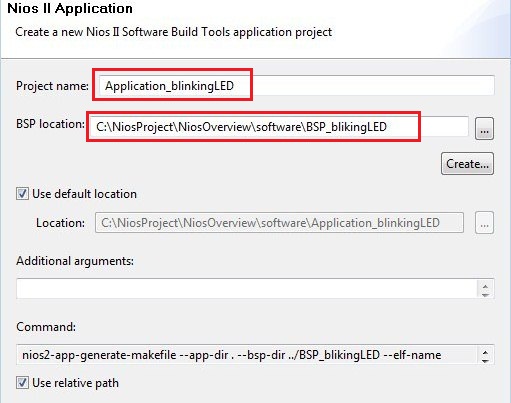 Nios II Application
Create a new Nios II Software Build Tools application project
Project name: Application_blinkingLED
BSP location: C:\NiosProject\NiosOverview\software\BSP_blikingLED ...
Create...
Use default location
Location: C:\NiosProject\NiosOverview\software\Application_blinkingLED ...
Additional arguments:
Command:
nios2-app-generate-makefile --app-dir . --bsp-dir ../BSP_blikingLED --elf-name
Use relative path